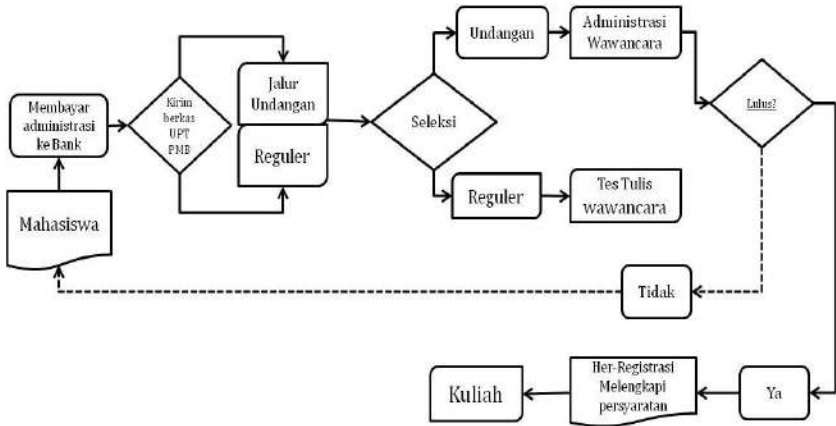 Mahasiswa
Membayar
administrasi
ke Bank
Kirim
berkas
UPT
PMB
Jalur
Undangan
Reguler
Seleksi
Undangan
Administrasi
Wawancara
Reguler
Tes Tulis
wawancara
Lulus?
Tidak
Ya
Her-Registrasi
Melengkapi
persyaratan
Kuliah